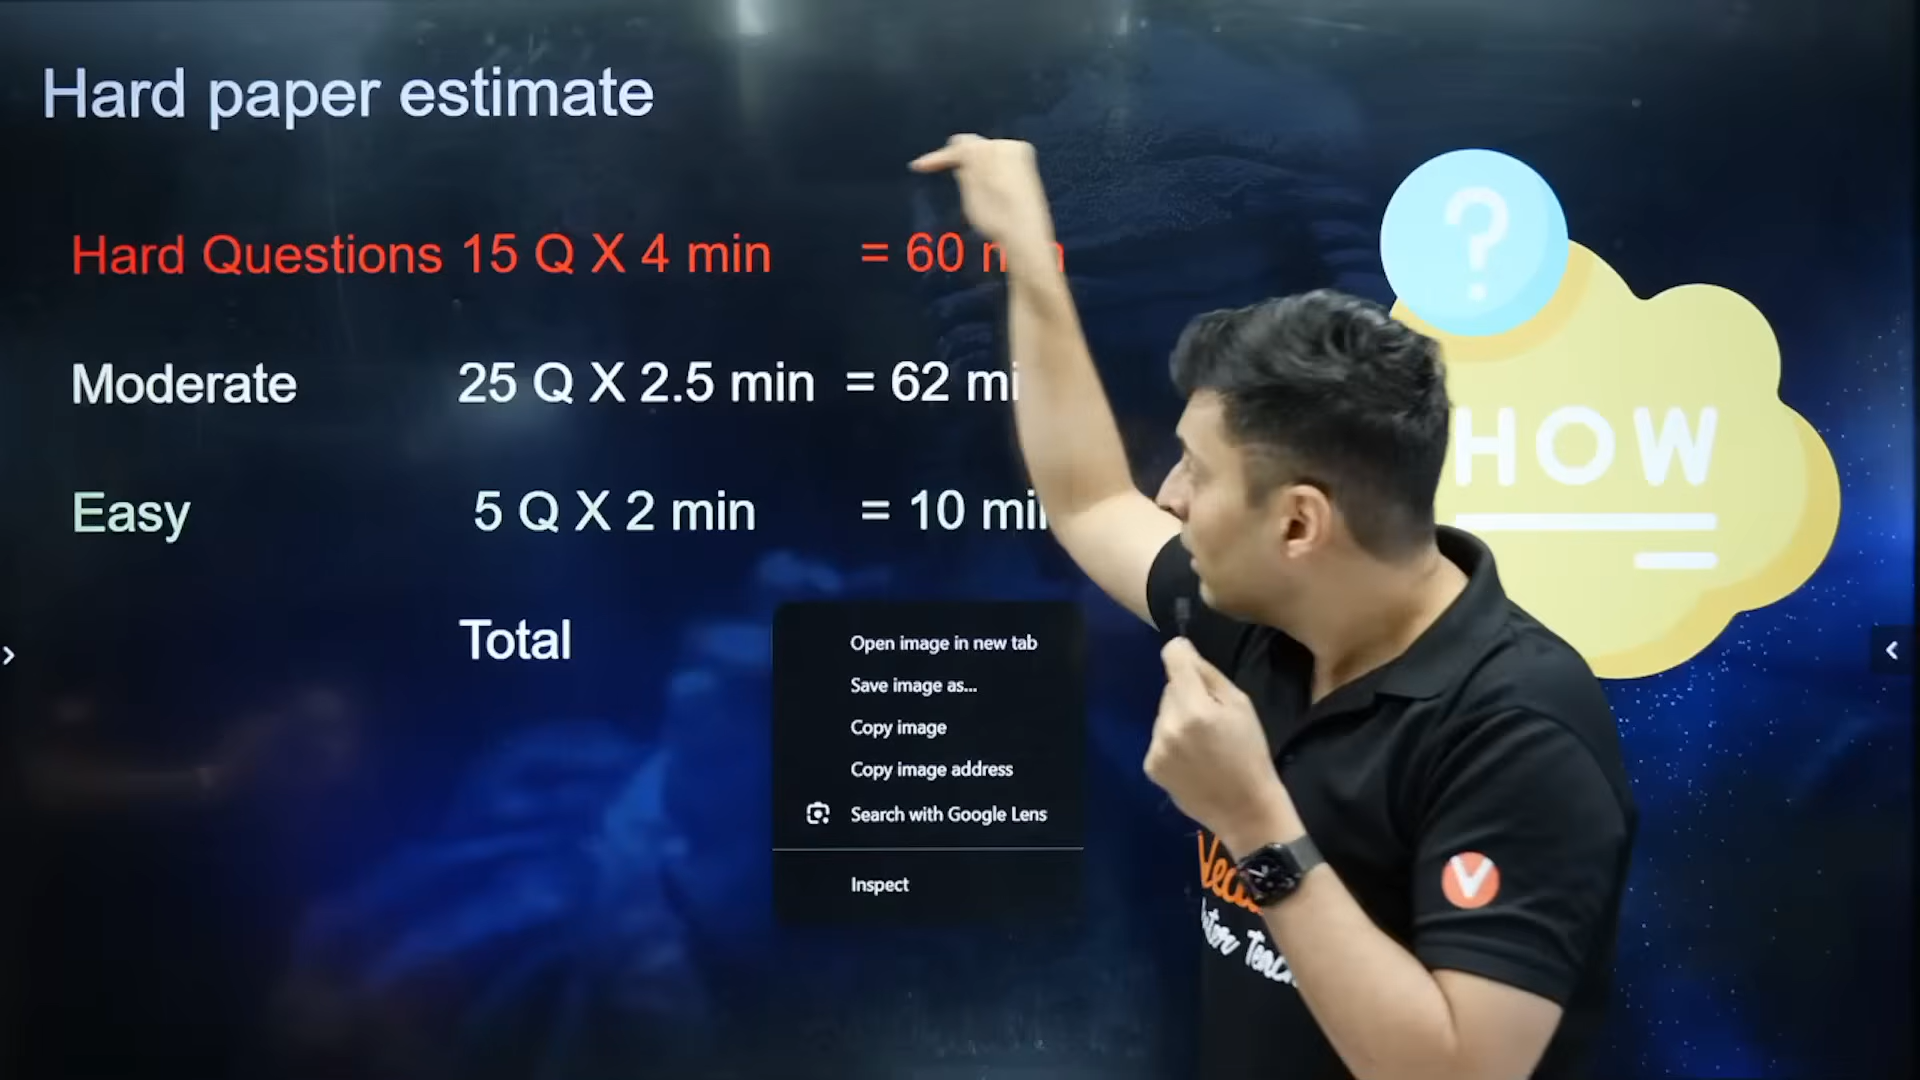 Hard paper estimate
?
Hard Questions 15 Q X 4 min = 60
HOW
Moderate 25 Q X 2.5 min = 62
Easy 5 Q X 2 min = 10
Total
Open image in new tab
Save image as...
Copy image
Copy image address
Search with Google Lens
Inspect
V